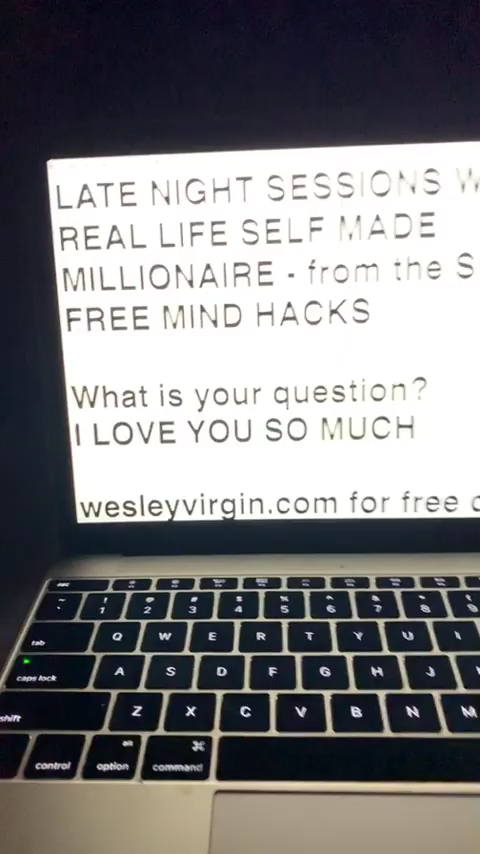 LATE NIGHT SESSIONS
REAL LIFE SELF MADE
MILLIONAIRE - from the
FREE MIND HACKS
What is your question?
I LOVE YOU SO MUCH
wesleyvirgin.com for free
esc
~ ` ! 1 @ 2 # 3 $ 4 % 5 ^ 6 & 7 * 8 9
tab Q W E R T Y U I
caps lock A S D F G H J
shift Z X C V B N M
control alt option ⌘ command